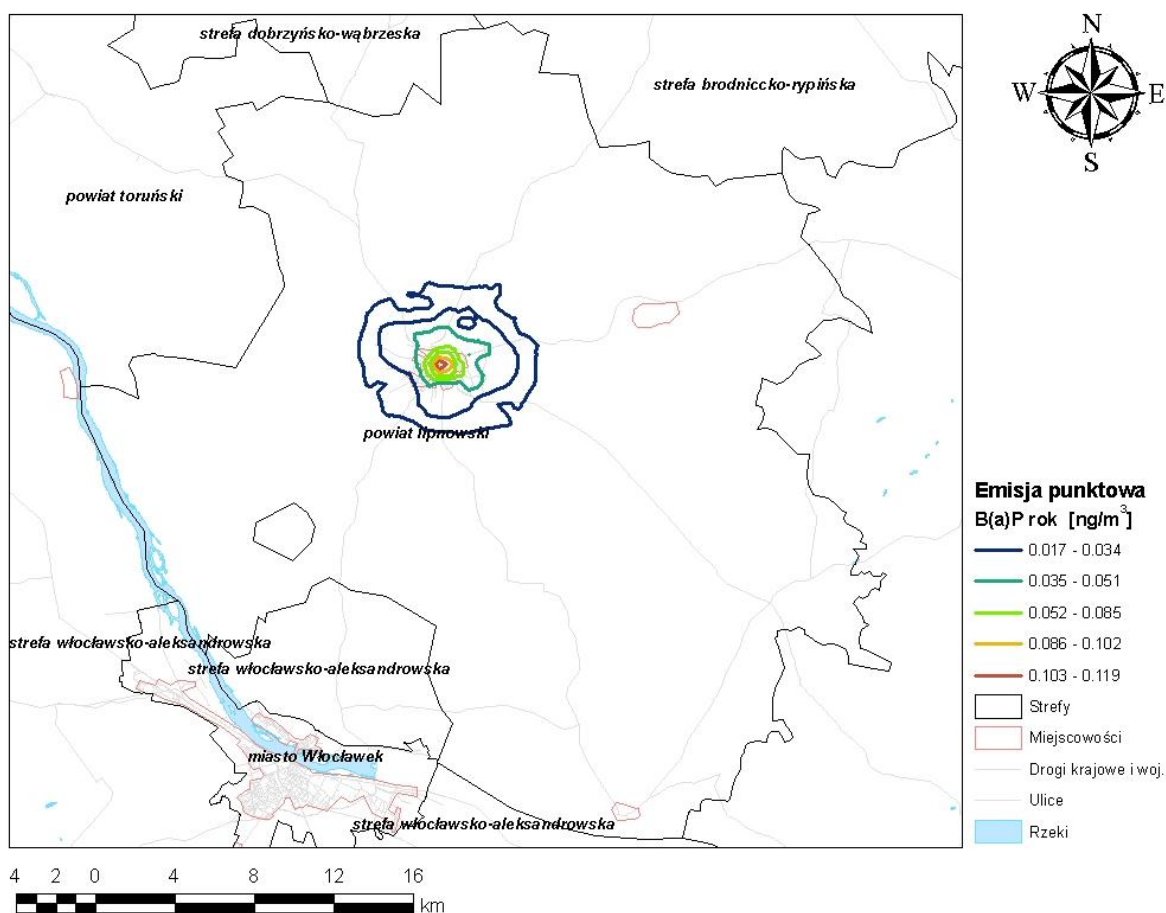 strefa dobrzyńsko-wąbrzeska
strefa brodniccko-rypińska
N
W E
S
powiat toruński
powiat lipnowski
strefa włocławsko-aleksandrowska
strefa włocławsko-aleksandrowska
miasto Włocławek
strefa włocławsko-aleksandrowska
Emisja punktowa
B(a)P rok [ng/m³]
0.017 - 0.034
0.035 - 0.051
0.052 - 0.085
0.086 - 0.102
0.103 - 0.119
Strefy
Miejscowości
Drogi krajowe i woj.
Ulice
Rzeki
4 2 0 4 8 12 16
km